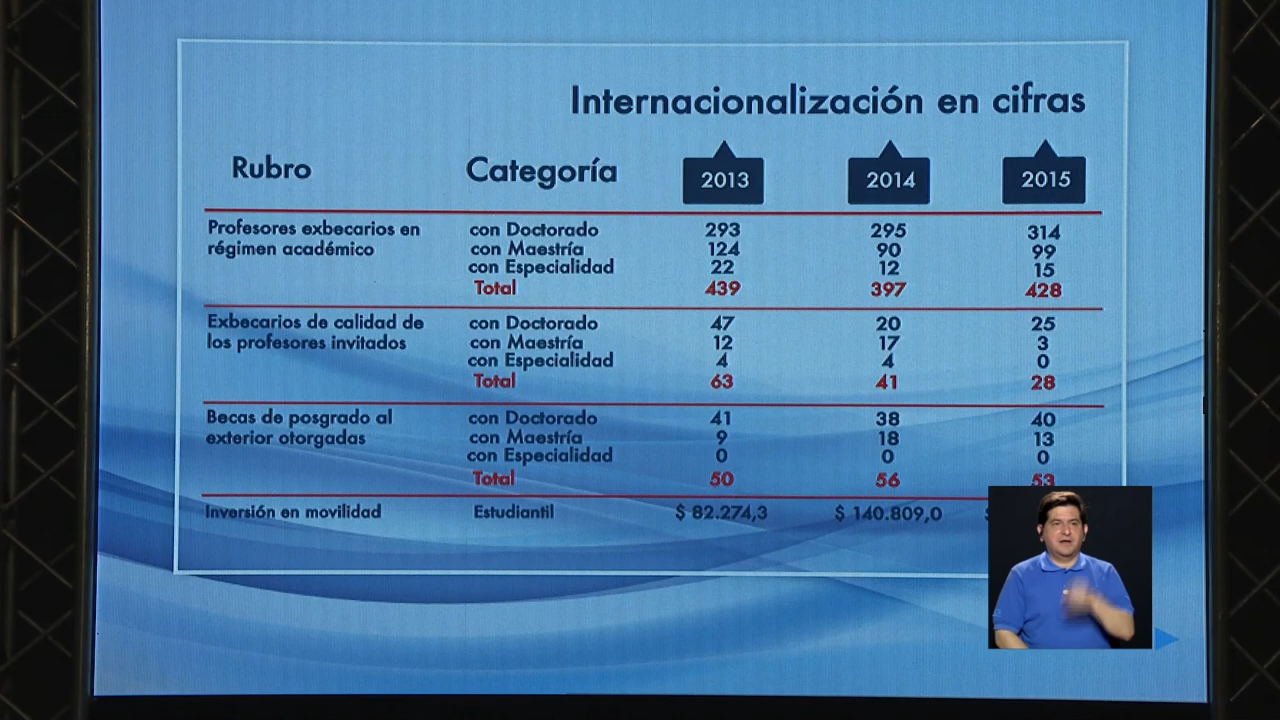 Internacionalización en cifras
Rubro Categoría 2013 2014 2015
Profesores exbecarios en con Doctorado 293 295 314
régimen académico con Maestría 124 90 99
con Especialidad 22 12 15
Total 439 397 428
Exbecarios de calidad de con Doctorado 47 20 25
los profesores invitados con Maestría 12 17 3
con Especialidad 4 4 0
Total 63 41 28
Becas de posgrado al con Doctorado 41 38 40
exterior otorgadas con Maestría 9 18 13
con Especialidad 0 0 0
Total 50 56 53
Inversión en movilidad Estudiantil $ 82.274,3 $ 140.809,0